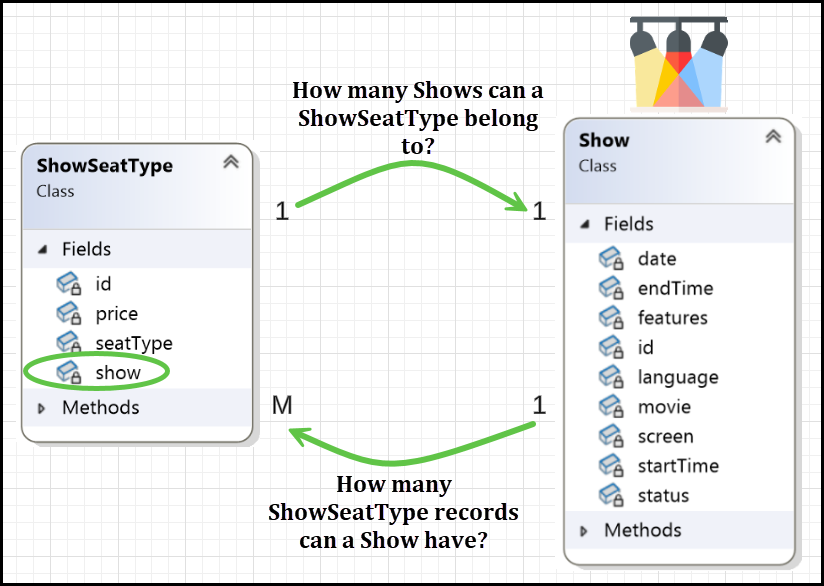 How many Shows can a
ShowSeatType belong
to?
ShowSeatType
Class
Fields
id
price
seatType
show
Methods
1
1
M
1
How many
ShowSeatType records
can a Show have?
Show
Class
Fields
date
endTime
features
id
language
movie
screen
startTime
status
Methods